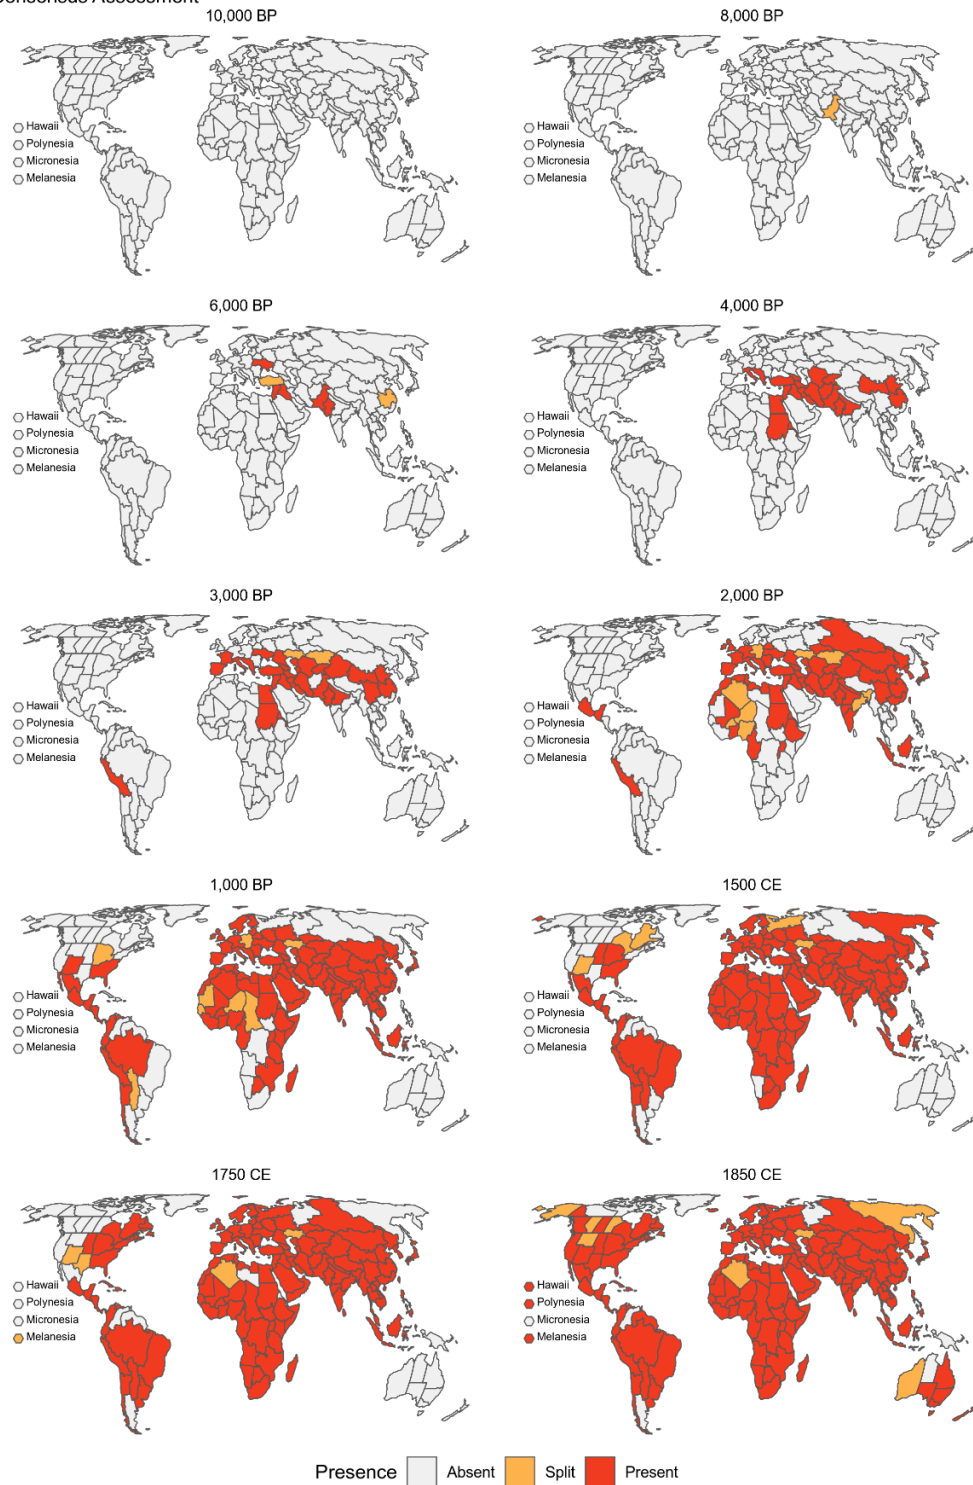 Consensus Assessment
10,000 BP
8,000 BP
Hawaii
Polynesia
Micronesia
Melanesia
Hawaii
Polynesia
Micronesia
Melanesia
6,000 BP
4,000 BP
Hawaii
Polynesia
Micronesia
Melanesia
Hawaii
Polynesia
Micronesia
Melanesia
3,000 BP
2,000 BP
Hawaii
Polynesia
Micronesia
Melanesia
Hawaii
Polynesia
Micronesia
Melanesia
1,000 BP
1500 CE
Hawaii
Polynesia
Micronesia
Melanesia
Hawaii
Polynesia
Micronesia
Melanesia
1750 CE
1850 CE
Hawaii
Polynesia
Micronesia
Melanesia
Hawaii
Polynesia
Micronesia
Melanesia
Presence Absent Split Present